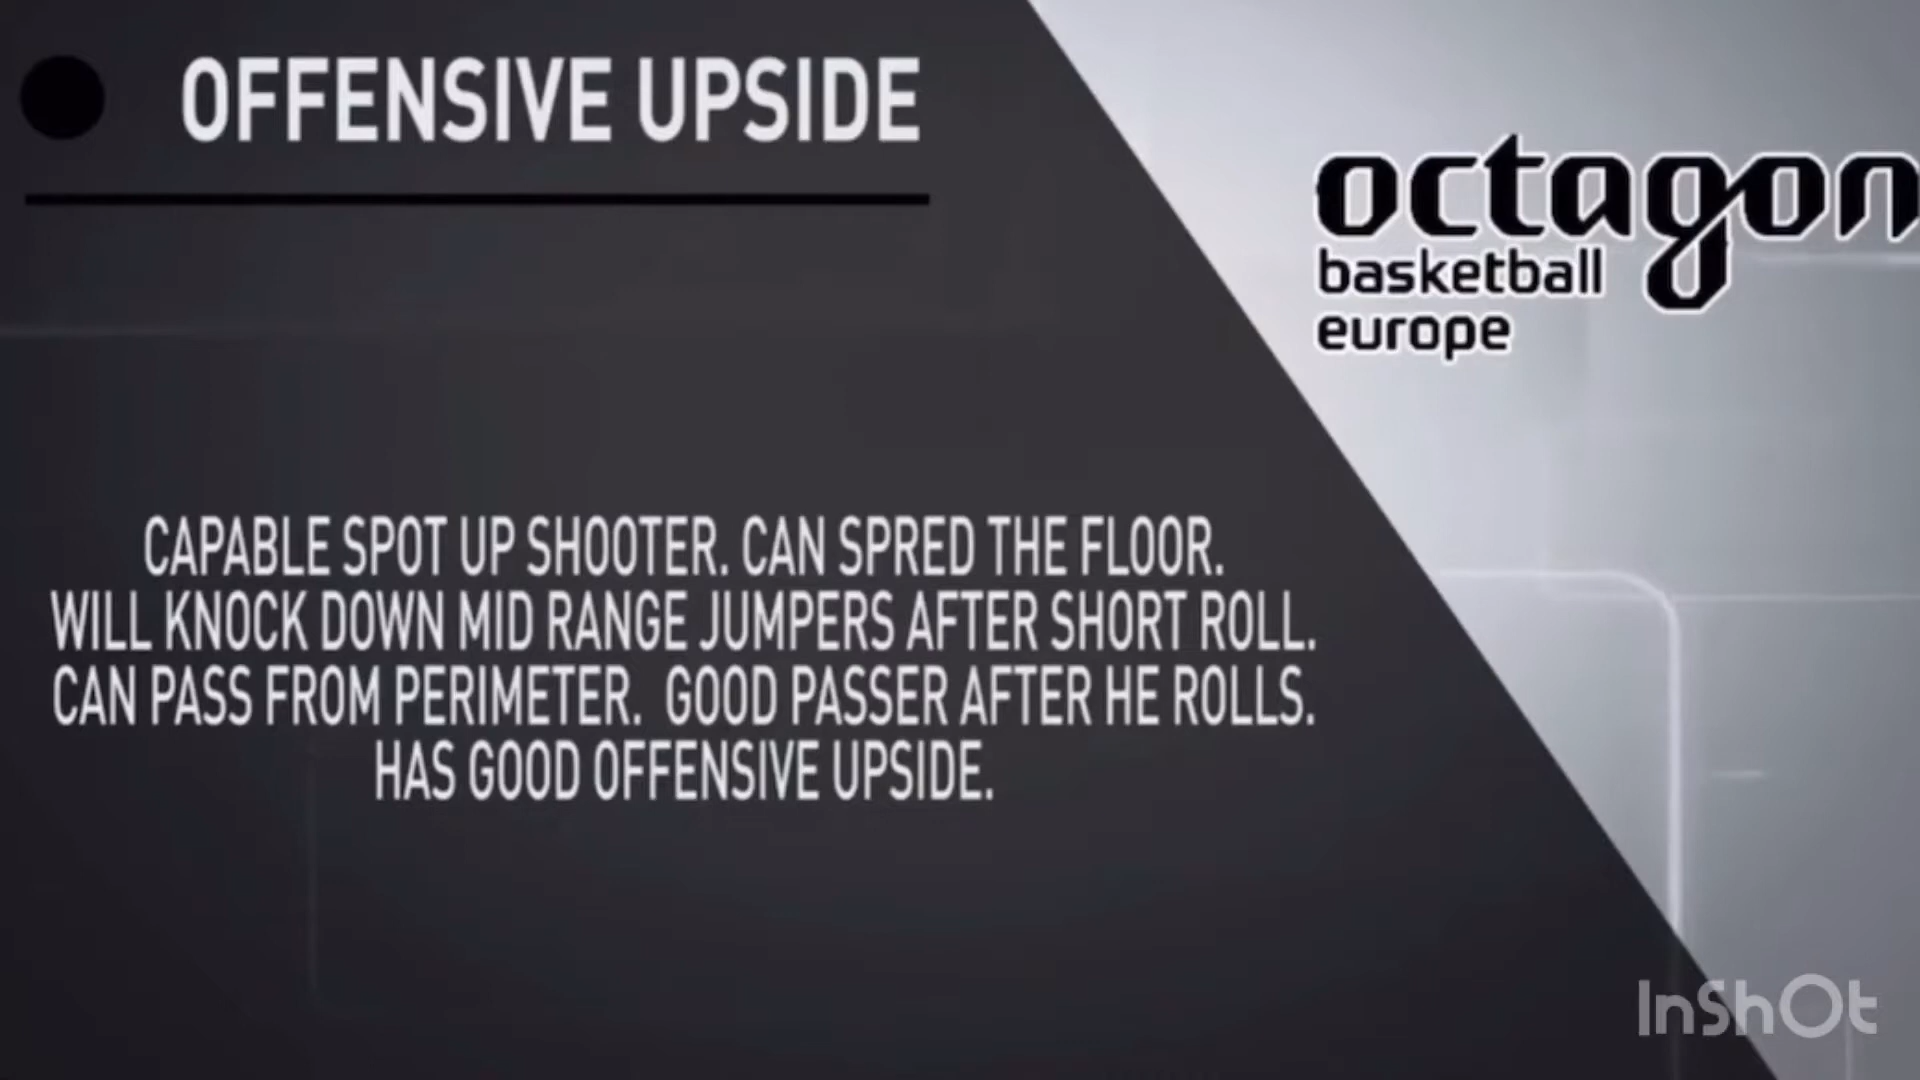 OFFENSIVE UPSIDE
octagon
basketball
europe
CAPABLE SPOT UP SHOOTER. CAN SPRED THE FLOOR.
WILL KNOCK DOWN MID RANGE JUMPERS AFTER SHORT ROLL.
CAN PASS FROM PERIMETER. GOOD PASSER AFTER HE ROLLS.
HAS GOOD OFFENSIVE UPSIDE.
InShOt